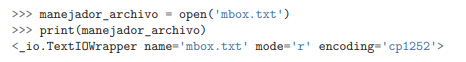 >>> manejador_archivo = open('mbox.txt')
>>> print(manejador_archivo)
<_io.TextIOWrapper name='mbox.txt' mode='r' encoding='cp1252'>